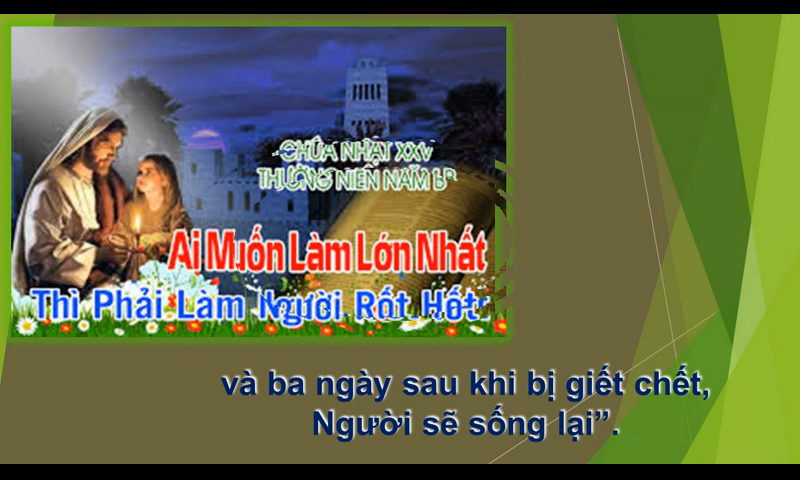 CHÚA NHẬT XXV
THƯỜNG NIÊN NĂM B
Ai Muốn Làm Lớn Nhất
Thì Phải Làm Người Rốt Hết
và ba ngày sau khi bị giết chết,
Người sẽ sống lại”.